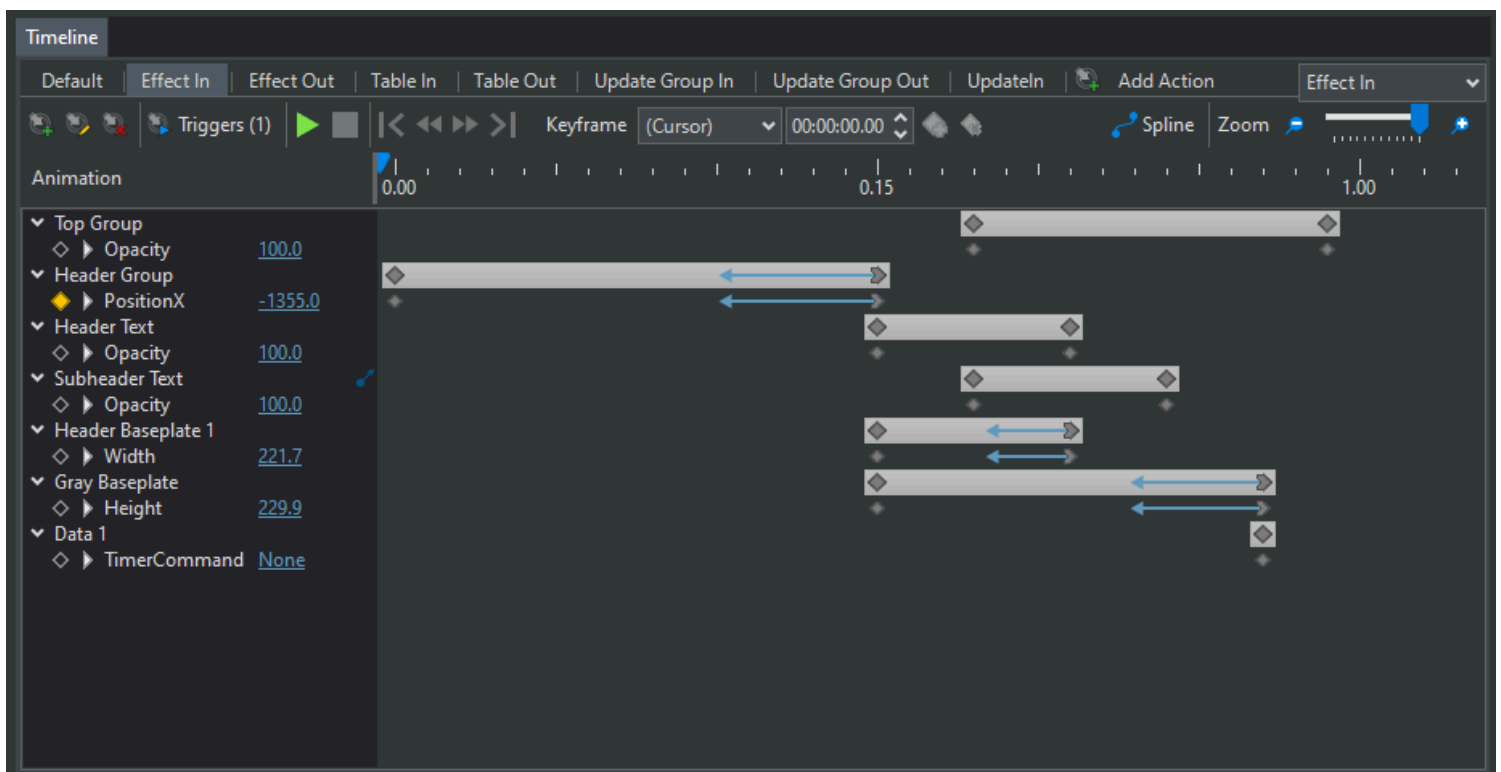 Timeline
Default | Effect In | Effect Out | Table In | Table Out | Update Group In | Update Group Out | UpdateIn | Add Action Effect In
Triggers (1) Keyframe (Cursor) 00:00:00.00 Spline Zoom
Animation 0.00 0.15 1.00
Top Group
Opacity 100.0
Header Group
PositionX -1355.0
Header Text
Opacity 100.0
Subheader Text
Opacity 100.0
Header Baseplate 1
Width 221.7
Gray Baseplate
Height 229.9
Data 1
TimerCommand None